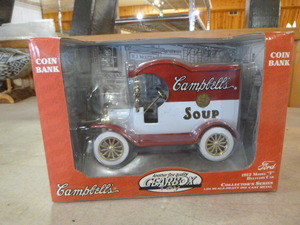 COIN
BANK
COIN
BANK
Campbell's
SOUP
Campbell's
GEARBOX
Ford
1912 MODEL "T"
DELIVERY CAR
COLLECTOR'S SERIES